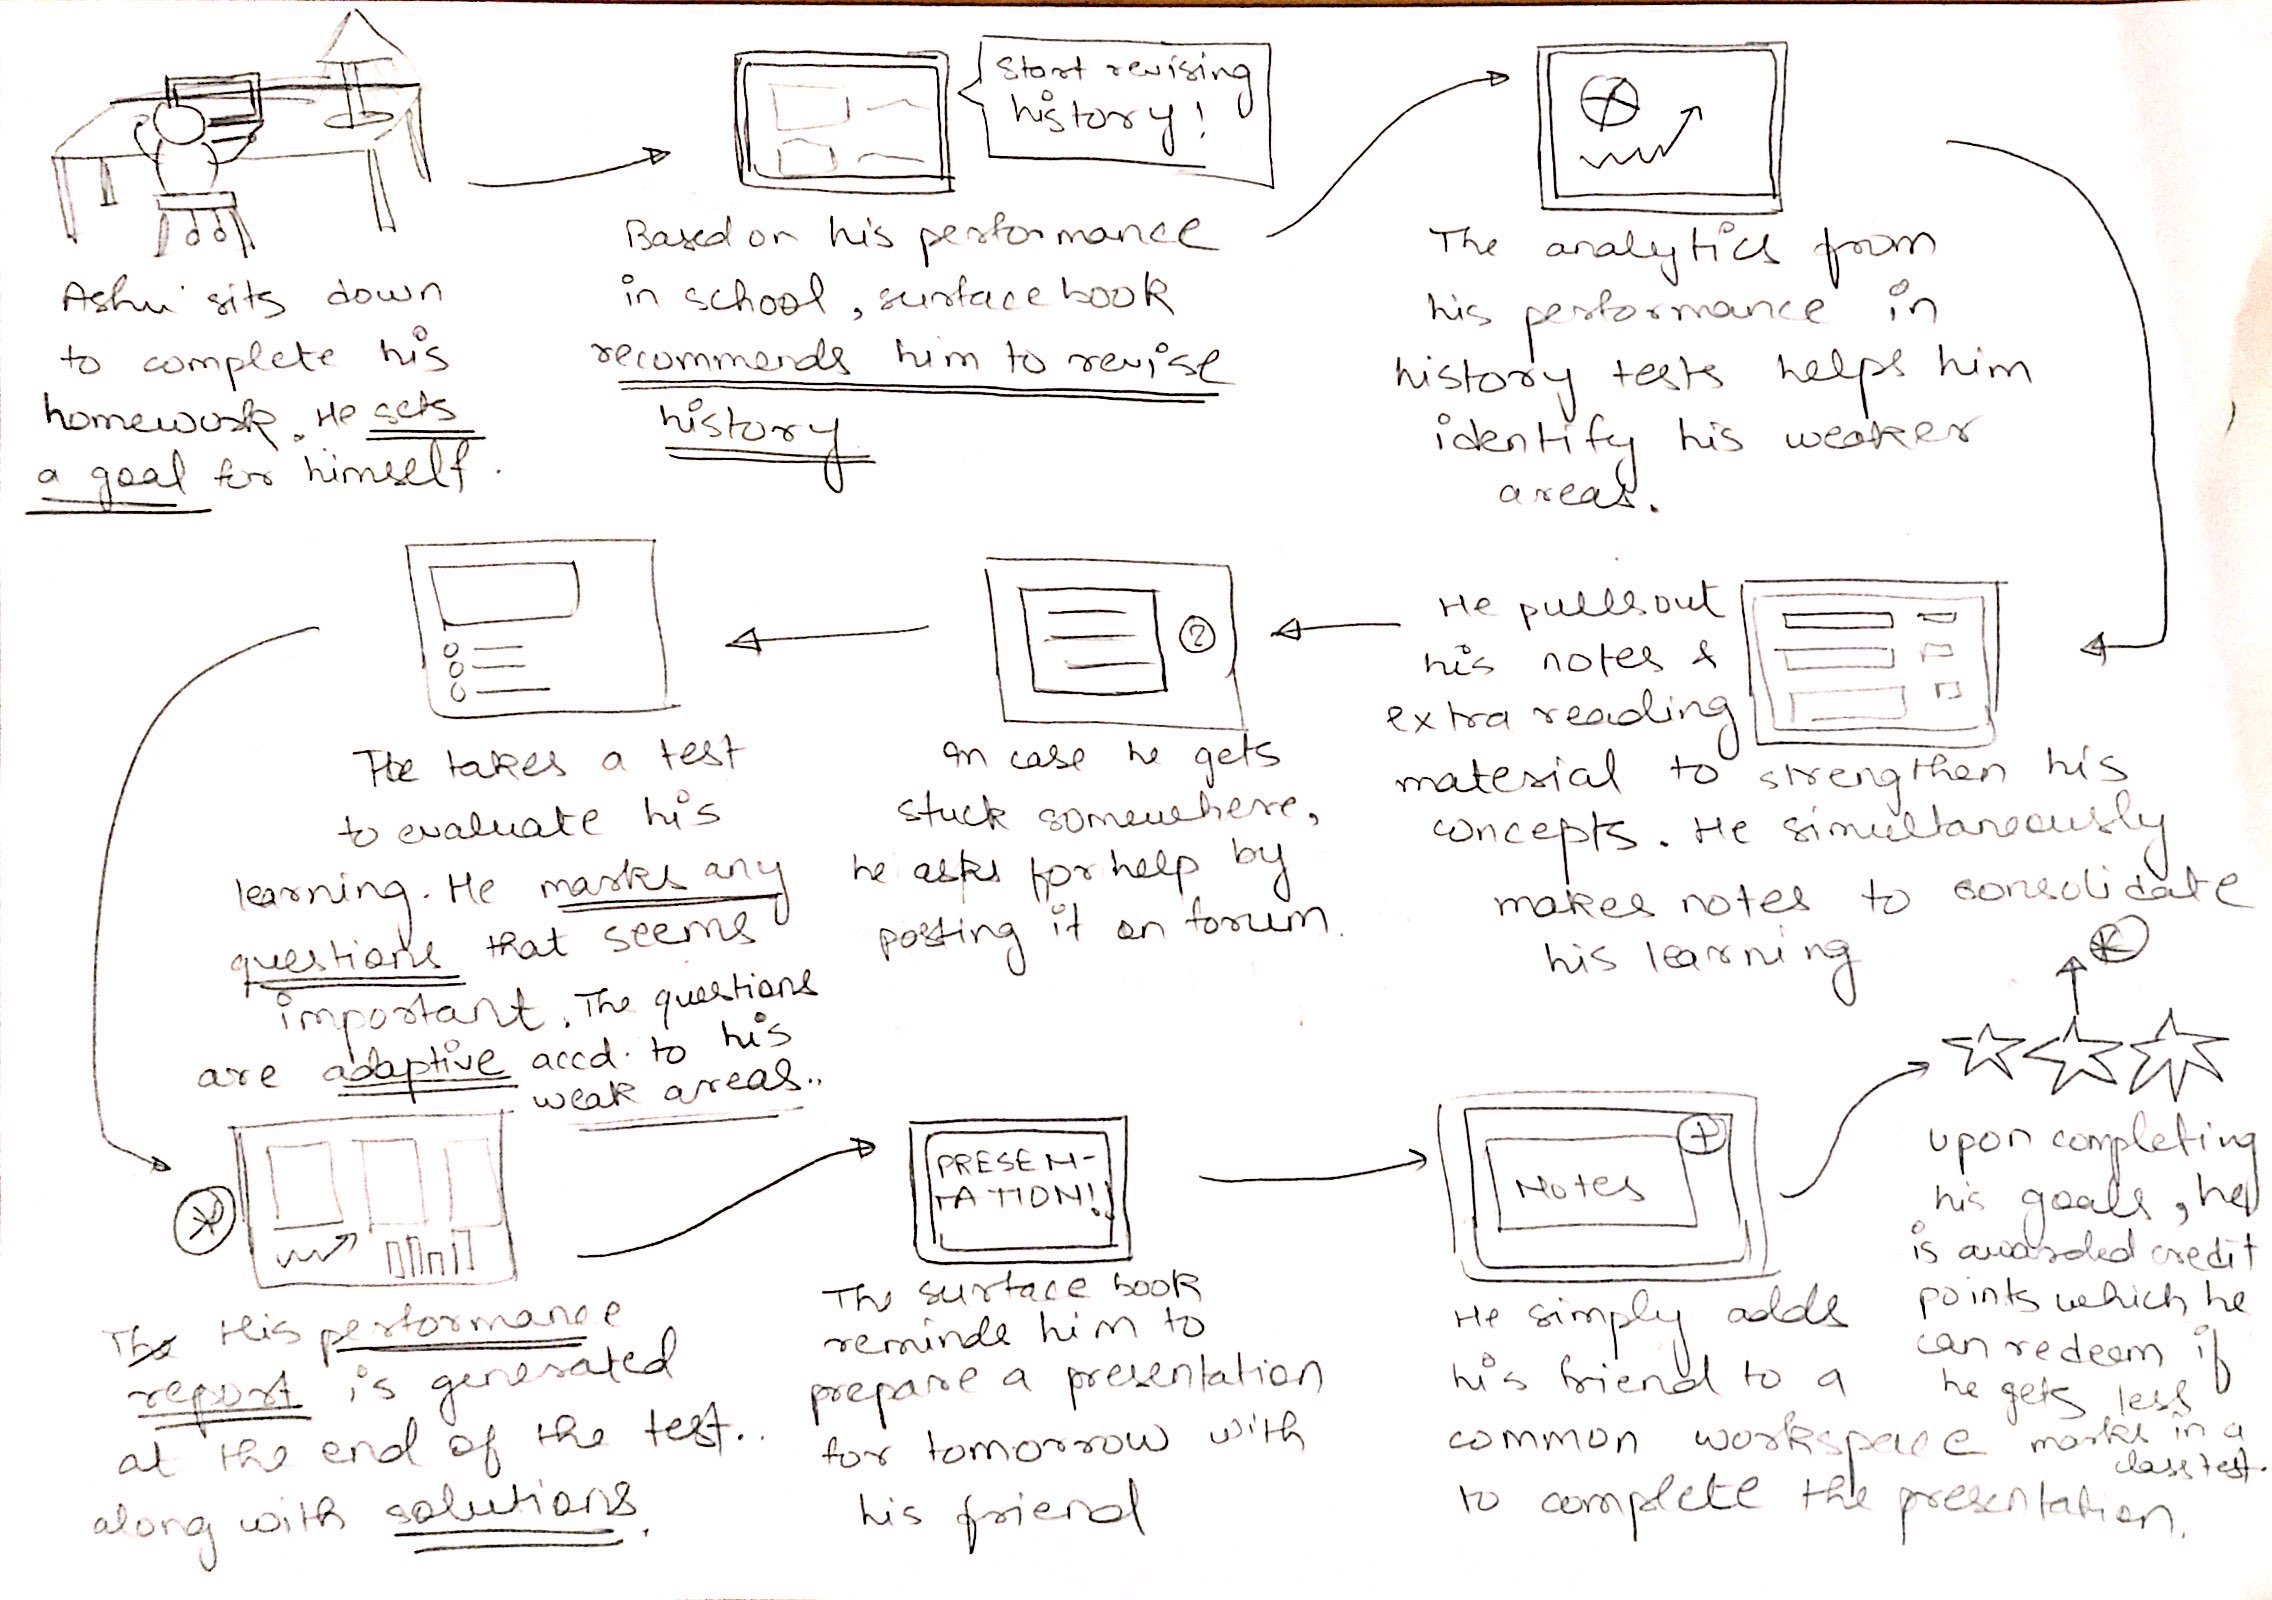 Ashu sits down
to complete his
homework. He sets
a goal for himself.
Start revising
history!
Based on his performance
in school, surface book
recommends him to revise
history
The analytics from
his performance in
history tests helps him
identify his weaker
areas.
He pulls out
his notes &
extra reading
material to strengthen his
concepts. He simultaneously
makes notes to consolidate
his learning
?
In case he gets
stuck somewhere,
he asks for help by
posting it on forum.
He takes a test
to evaluate his
learning. He marks any
questions that seems
important. The questions
are adaptive accd. to his
weak areas..
The His performance
report is generated
at the end of the test..
along with solutions.
PRESEN-
TATION!!
The surface book
reminds him to
prepare a presentation
for tomorrow with
his friend
Notes
+
He simply adds
his friend to a
common workspace
to complete the presentation.
upon completing
his goals, he
is awarded credit
points which he
can redeem if
he gets less
marks in a
class test.